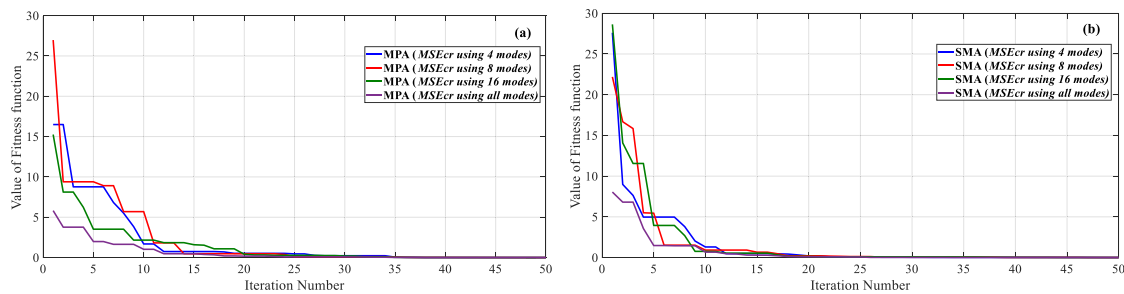 (a)
MPA (MSEcr using 4 modes)
MPA (MSEcr using 8 modes)
MPA (MSEcr using 16 modes)
MPA (MSEcr using all modes)
Value of Fitness function
30
25
20
15
10
5
0
0 5 10 15 20 25 30 35 40 45 50
Iteration Number
(b)
SMA (MSEcr using 4 modes)
SMA (MSEcr using 8 modes)
SMA (MSEcr using 16 modes)
SMA (MSEcr using all modes)
Value of Fitness function
30
25
20
15
10
5
0
0 5 10 15 20 25 30 35 40 45 50
Iteration Number